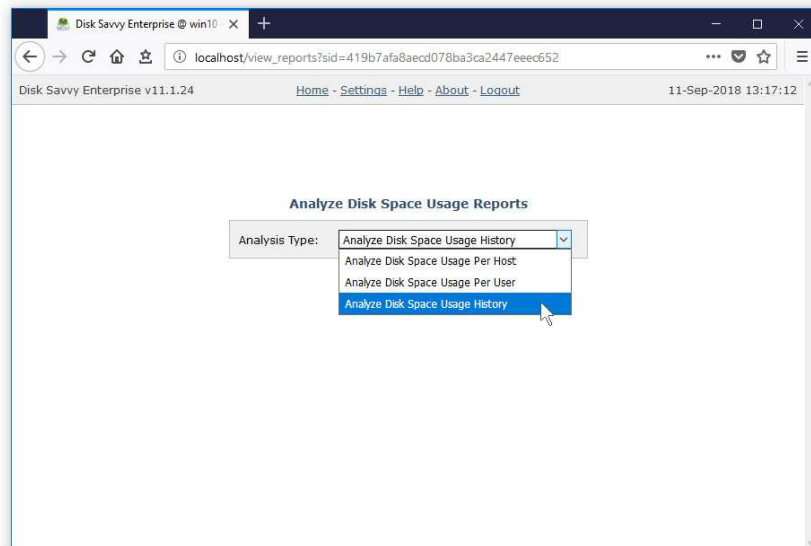 Disk Savvy Enterprise @ win10
localhost/view_reports?sid=419b7afa8aecd078ba3ca2447eeec652
Disk Savvy Enterprise v11.1.24 Home - Settings - Help - About - Logout 11-Sep-2018 13:17:12
Analyze Disk Space Usage Reports
Analysis Type: Analyze Disk Space Usage History
Analyze Disk Space Usage Per Host
Analyze Disk Space Usage Per User
Analyze Disk Space Usage History